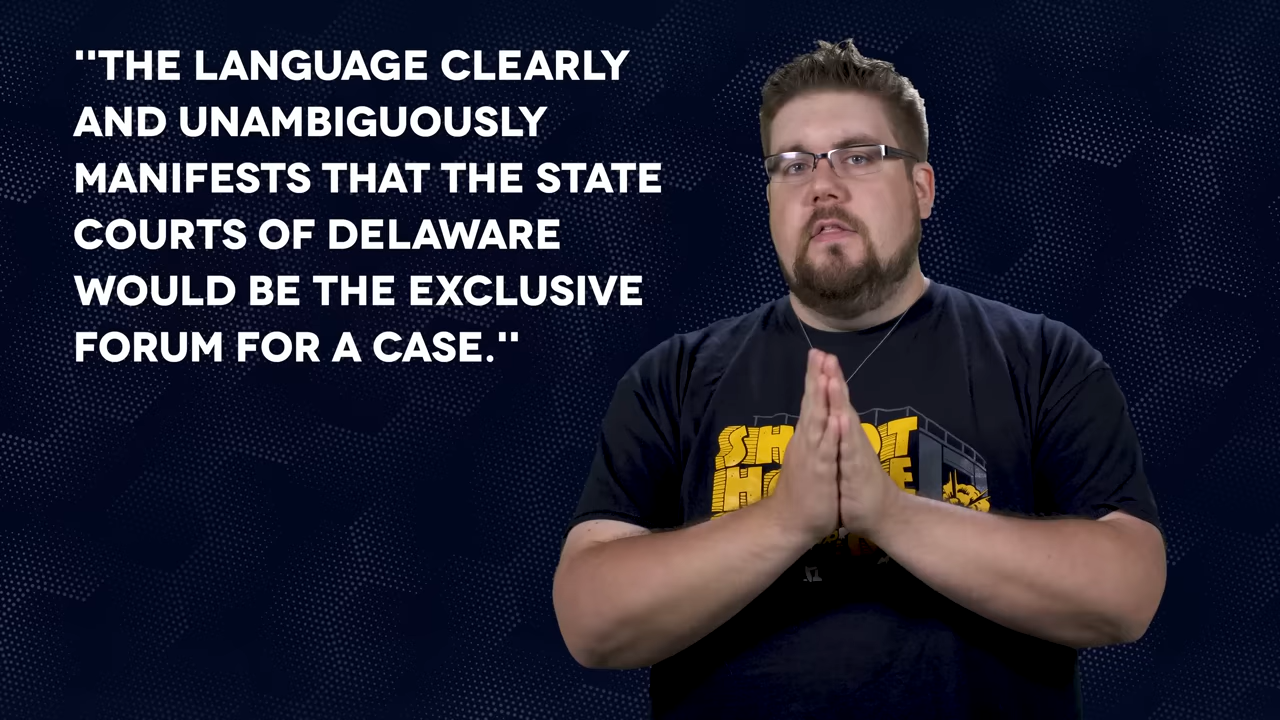 "THE LANGUAGE CLEARLY
AND UNAMBIGUOUSLY
MANIFESTS THAT THE STATE
COURTS OF DELAWARE
WOULD BE THE EXCLUSIVE
FORUM FOR A CASE."